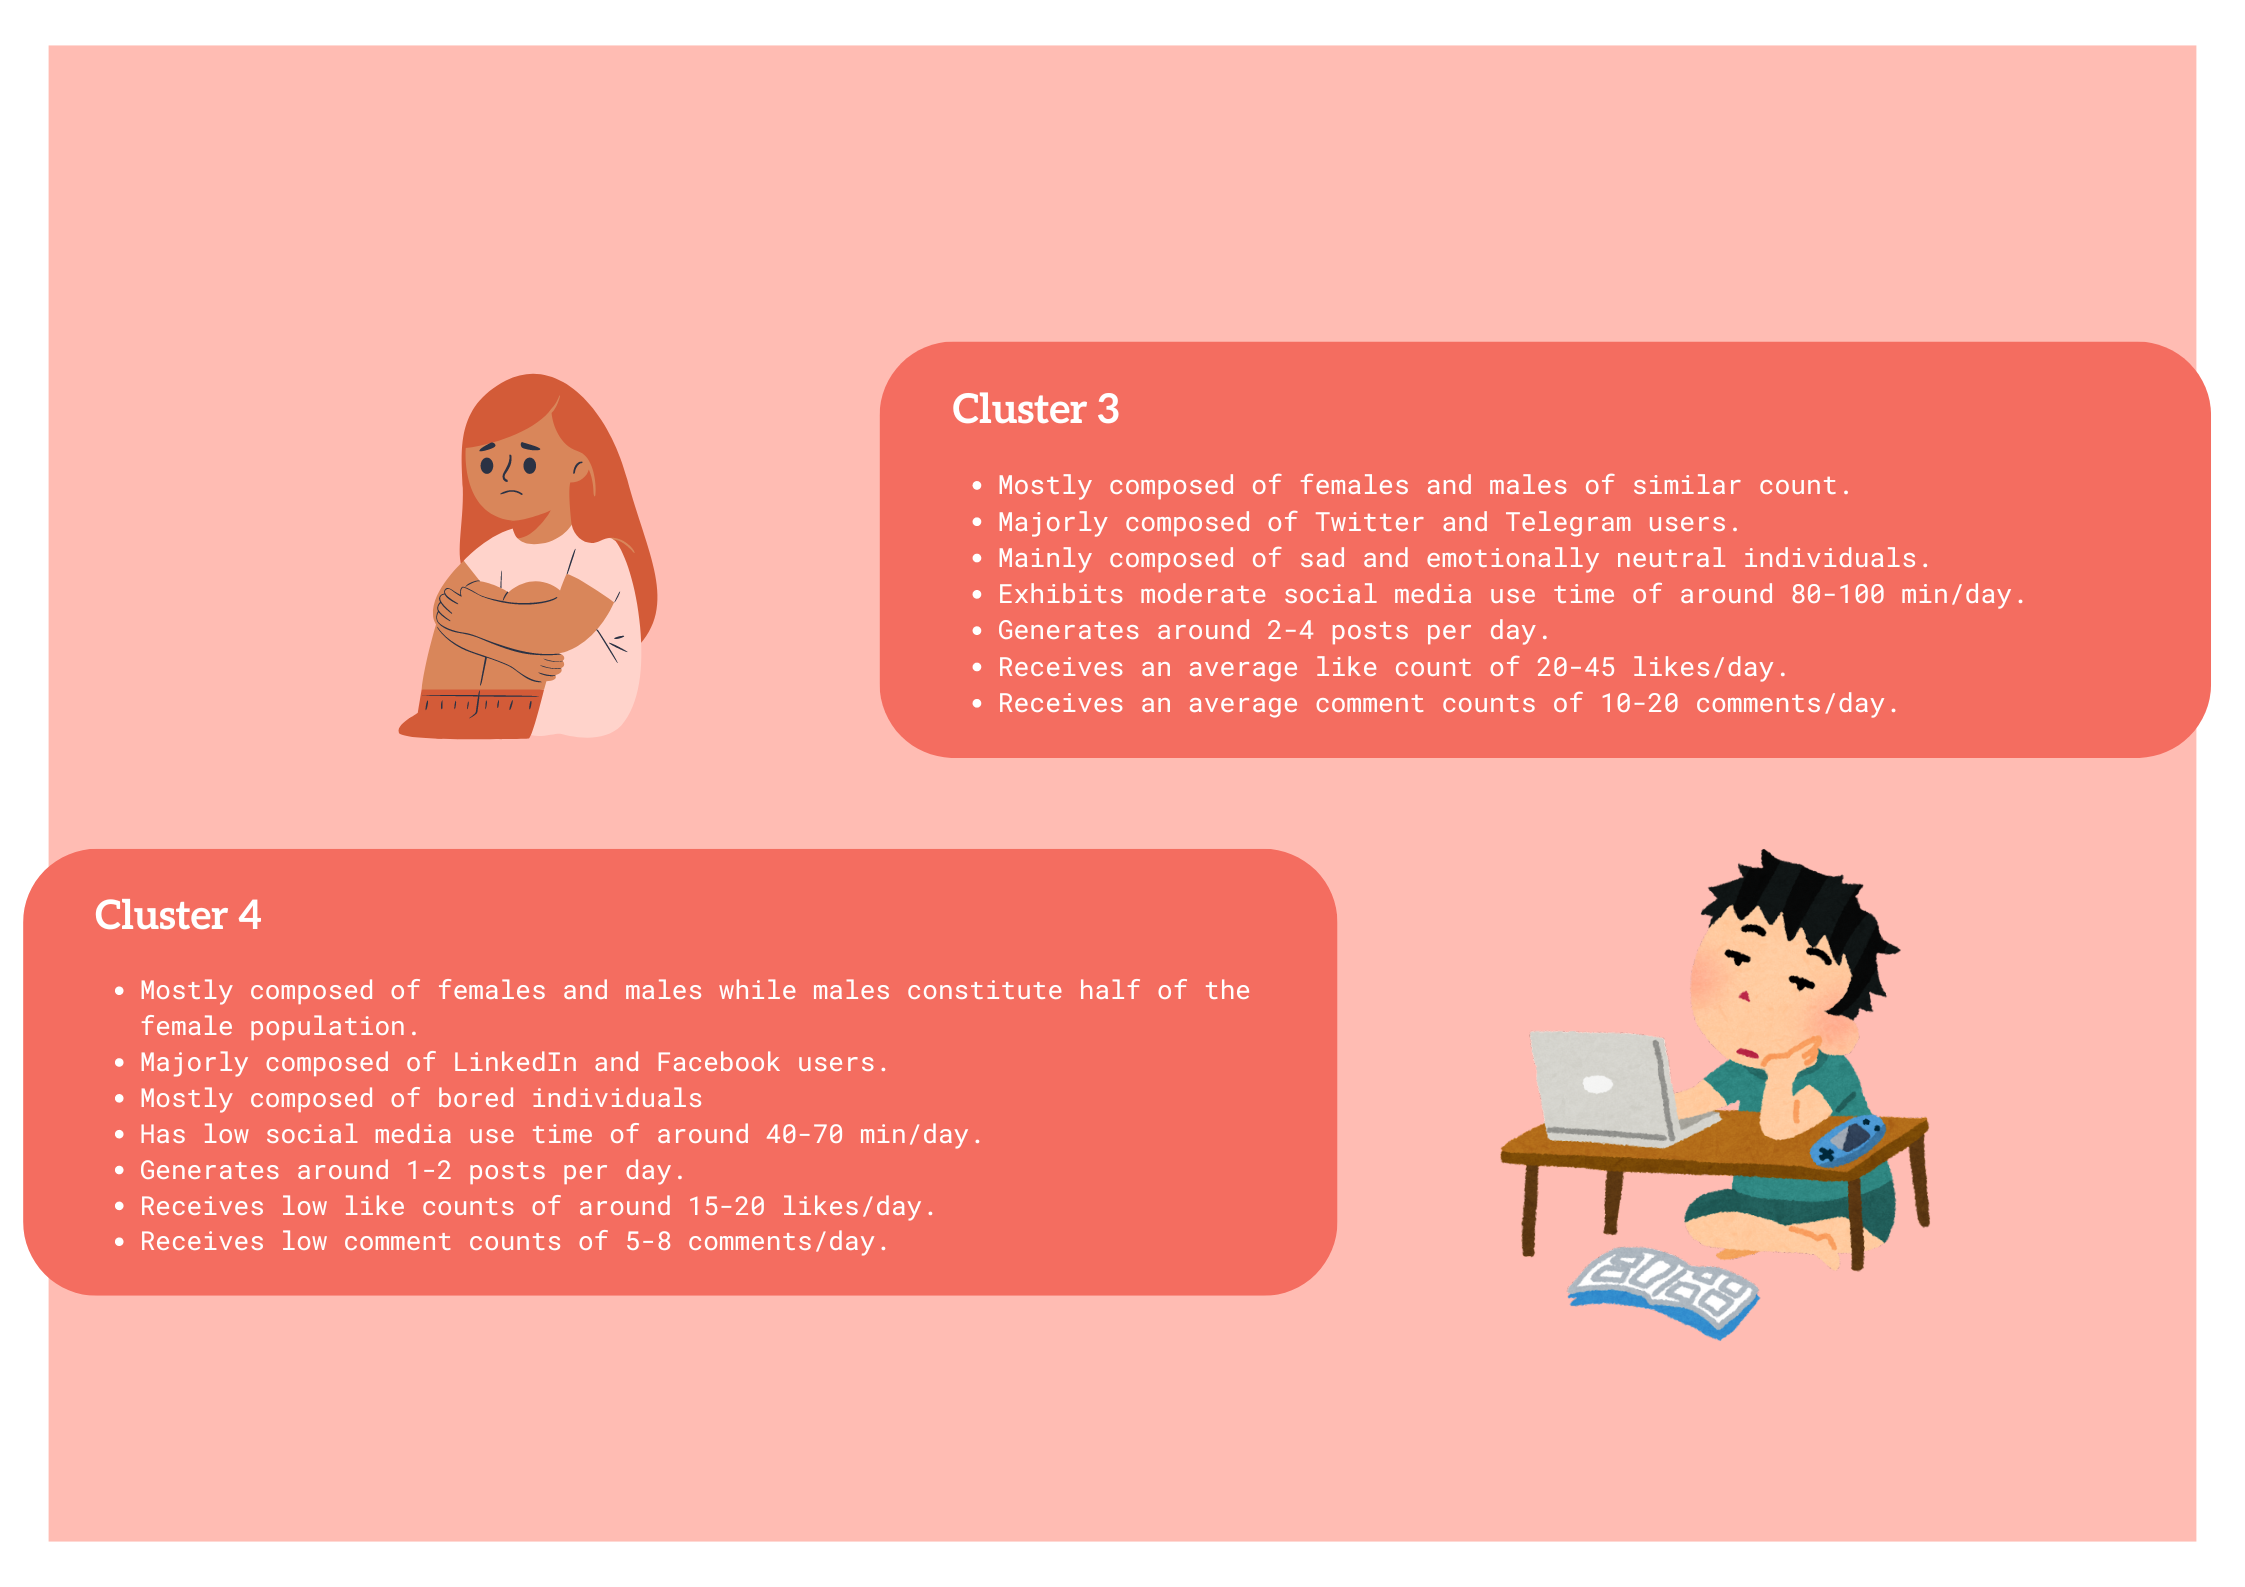 Cluster 3
• Mostly composed of females and males of similar count.
• Majorly composed of Twitter and Telegram users.
• Mainly composed of sad and emotionally neutral individuals.
• Exhibits moderate social media use time of around 80-100 min/day.
• Generates around 2-4 posts per day.
• Receives an average like count of 20-45 likes/day.
• Receives an average comment counts of 10-20 comments/day.
Cluster 4
• Mostly composed of females and males while males constitute half of the
female population.
• Majorly composed of LinkedIn and Facebook users.
• Mostly composed of bored individuals
• Has low social media use time of around 40-70 min/day.
• Generates around 1-2 posts per day.
• Receives low like counts of around 15-20 likes/day.
• Receives low comment counts of 5-8 comments/day.